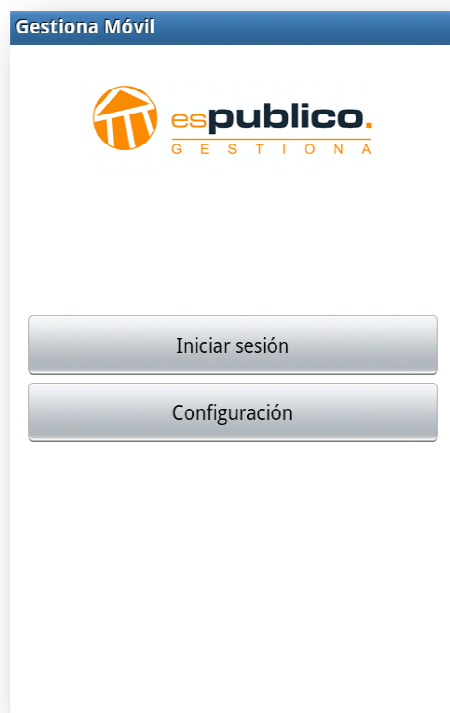 Gestiona Móvil
espublico.
GESTIONA
Iniciar sesión
Configuración